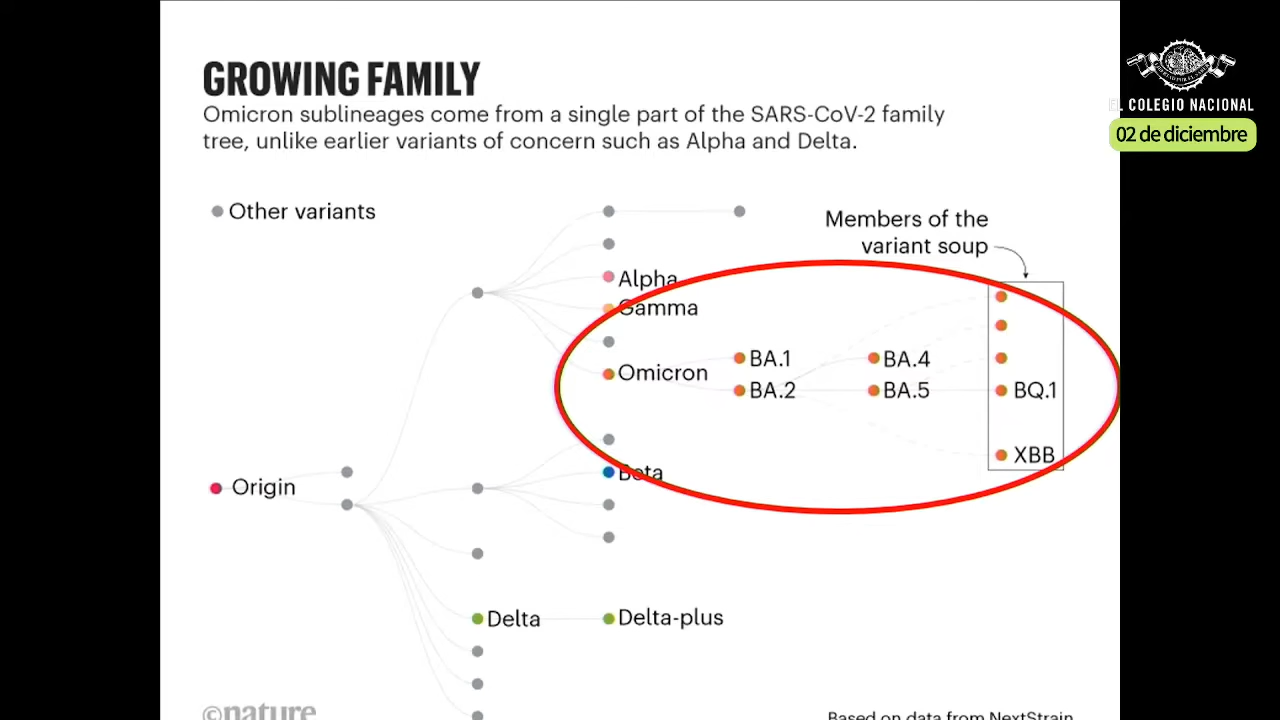 GROWING FAMILY
Omicron sublineages come from a single part of the SARS-CoV-2 family
tree, unlike earlier variants of concern such as Alpha and Delta.
EL COLEGIO NACIONAL
02 de diciembre
Other variants
Members of the
variant soup
Alpha
Gamma
BA.1
BA.4
Omicron
BA.2
BA.5
BQ.1
XBB
Beta
Origin
Delta
Delta-plus
©nature
Based on data from NextStrain